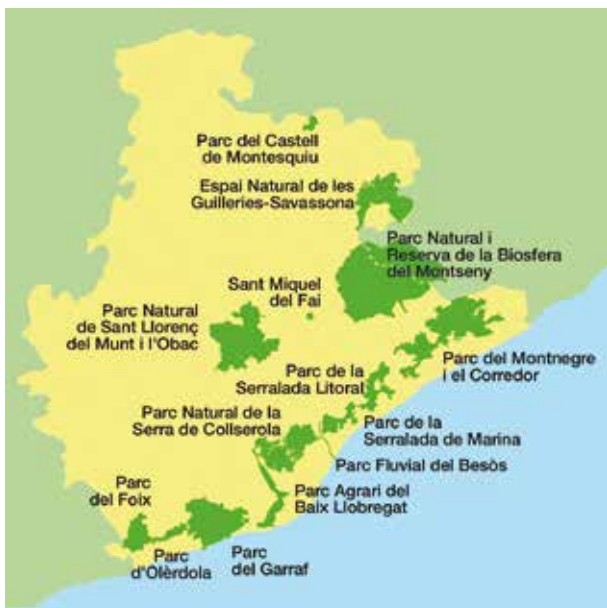 Parc del Castell
de Montesquiu
Espai Natural de les
Guilleries-Savassona
Parc Natural i
Reserva de la Biosfera
del Montseny
Sant Miquel
del Fai
Parc Natural
de Sant Llorenç
del Munt i l'Obac
Parc del Montnegre
i el Corredor
Parc de la
Serralada Litoral
Parc Natural de la
Serra de Collserola
Parc de la
Serralada de Marina
Parc Fluvial del Besòs
Parc Agrari del
Baix Llobregat
Parc
del Foix
Parc
d'Olèrdola
Parc
del Garraf